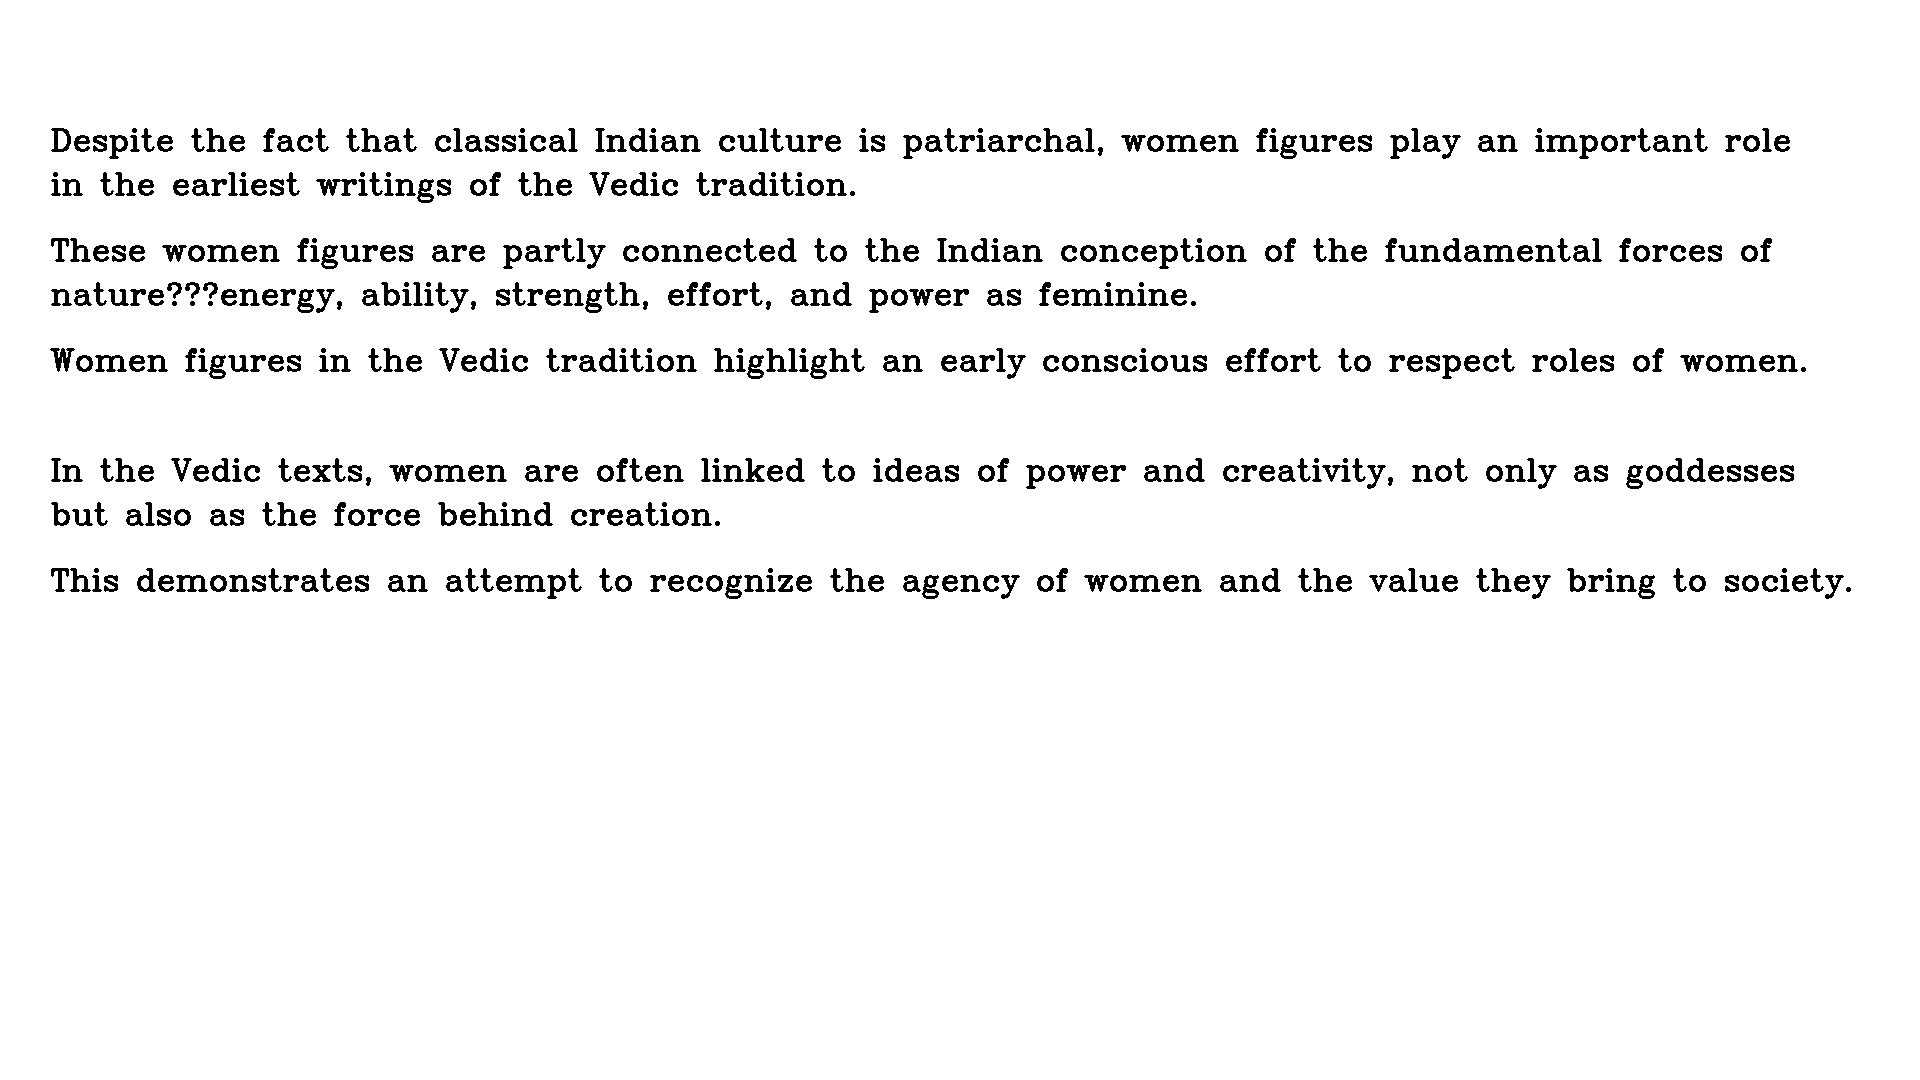 Despite the fact that classical Indian culture is patriarchal, women figures play an important role
in the earliest writings of the Vedic tradition.
These women figures are partly connected to the Indian conception of the fundamental forces of
nature???energy, ability, strength, effort, and power as feminine.
Women figures in the Vedic tradition highlight an early conscious effort to respect roles of women.
In the Vedic texts, women are often linked to ideas of power and creativity, not only as goddesses
but also as the force behind creation.
This demonstrates an attempt to recognize the agency of women and the value they bring to society.